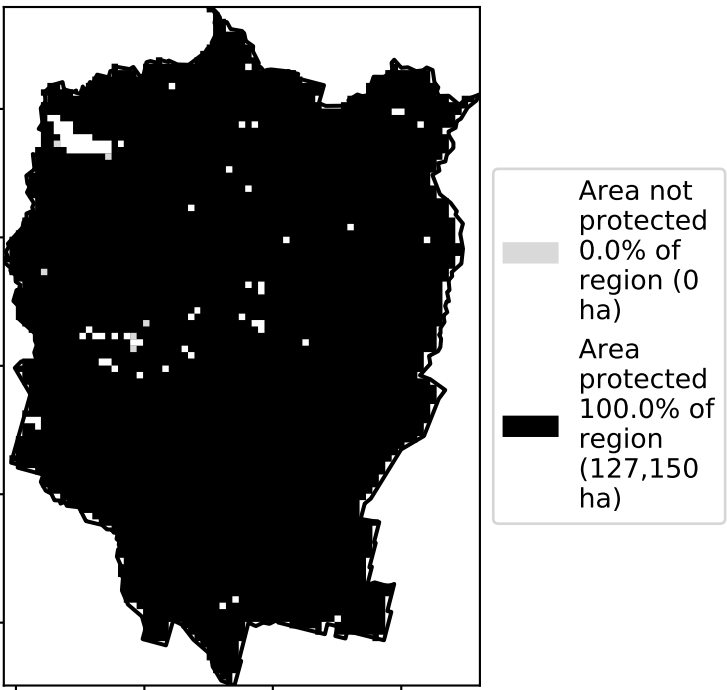 Area not
protected
0.0% of
region (0
ha)
Area
protected
100.0% of
region
(127,150
ha)